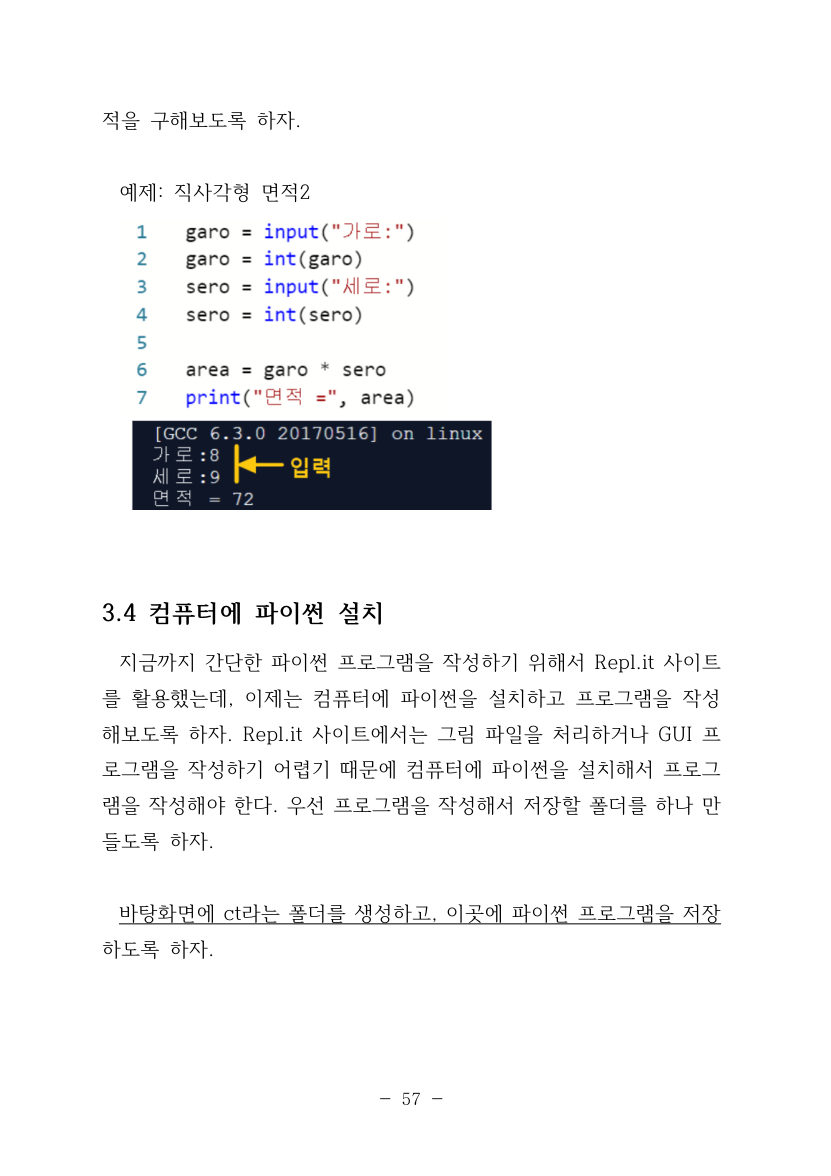 적을 구해보도록 하자.
예제: 직사각형 면적2
1 garo = input("가로:")
2 garo = int(garo)
3 sero = input("세로:")
4 sero = int(sero)
5
6 area = garo * sero
7 print("면적 =", area)
[GCC 6.3.0 20170516] on linux
가로:8
세로:9
입력
면적 = 72
3.4 컴퓨터에 파이썬 설치
지금까지 간단한 파이썬 프로그램을 작성하기 위해서 Repl.it 사이트
를 활용했는데, 이제는 컴퓨터에 파이썬을 설치하고 프로그램을 작성
해보도록 하자. Repl.it 사이트에서는 그림 파일을 처리하거나 GUI 프
로그램을 작성하기 어렵기 때문에 컴퓨터에 파이썬을 설치해서 프로그
램을 작성해야 한다. 우선 프로그램을 작성해서 저장할 폴더를 하나 만
들도록 하자.
바탕화면에 ct라는 폴더를 생성하고, 이곳에 파이썬 프로그램을 저장
하도록 하자.
- 57 -